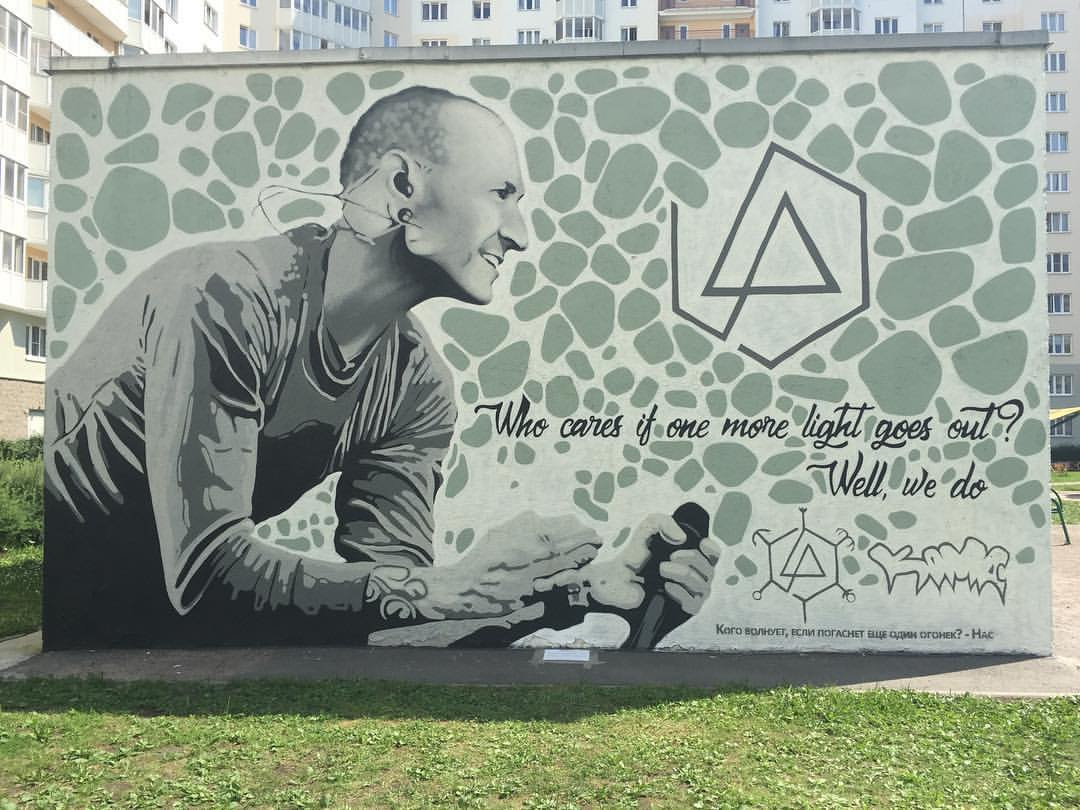 Who cares if one more light goes out?
Well, we do
Кого волнует, если погаснет еще один огонек? - Нас